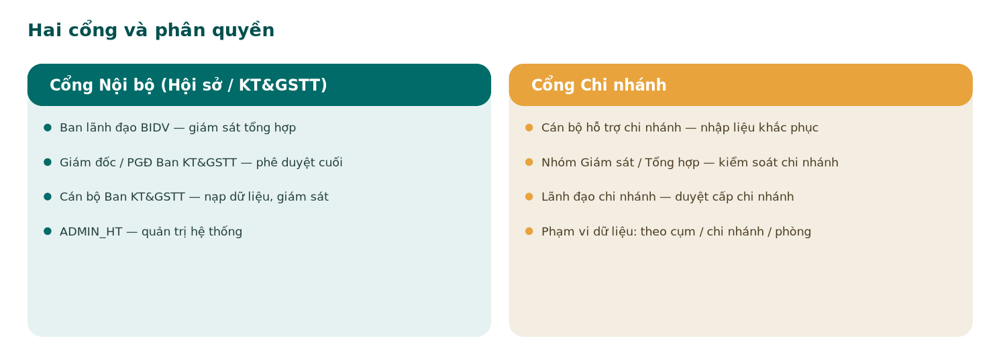 Hai cổng và phân quyền
Cổng Nội bộ (Hội sở / KT&GSTT)
Ban lãnh đạo BIDV — giám sát tổng hợp
Giám đốc / PGĐ Ban KT&GSTT — phê duyệt cuối
Cán bộ Ban KT&GSTT — nạp dữ liệu, giám sát
ADMIN_HT — quản trị hệ thống
Cổng Chi nhánh
Cán bộ hỗ trợ chi nhánh — nhập liệu khắc phục
Nhóm Giám sát / Tổng hợp — kiểm soát chi nhánh
Lãnh đạo chi nhánh — duyệt cấp chi nhánh
Phạm vi dữ liệu: theo cụm / chi nhánh / phòng